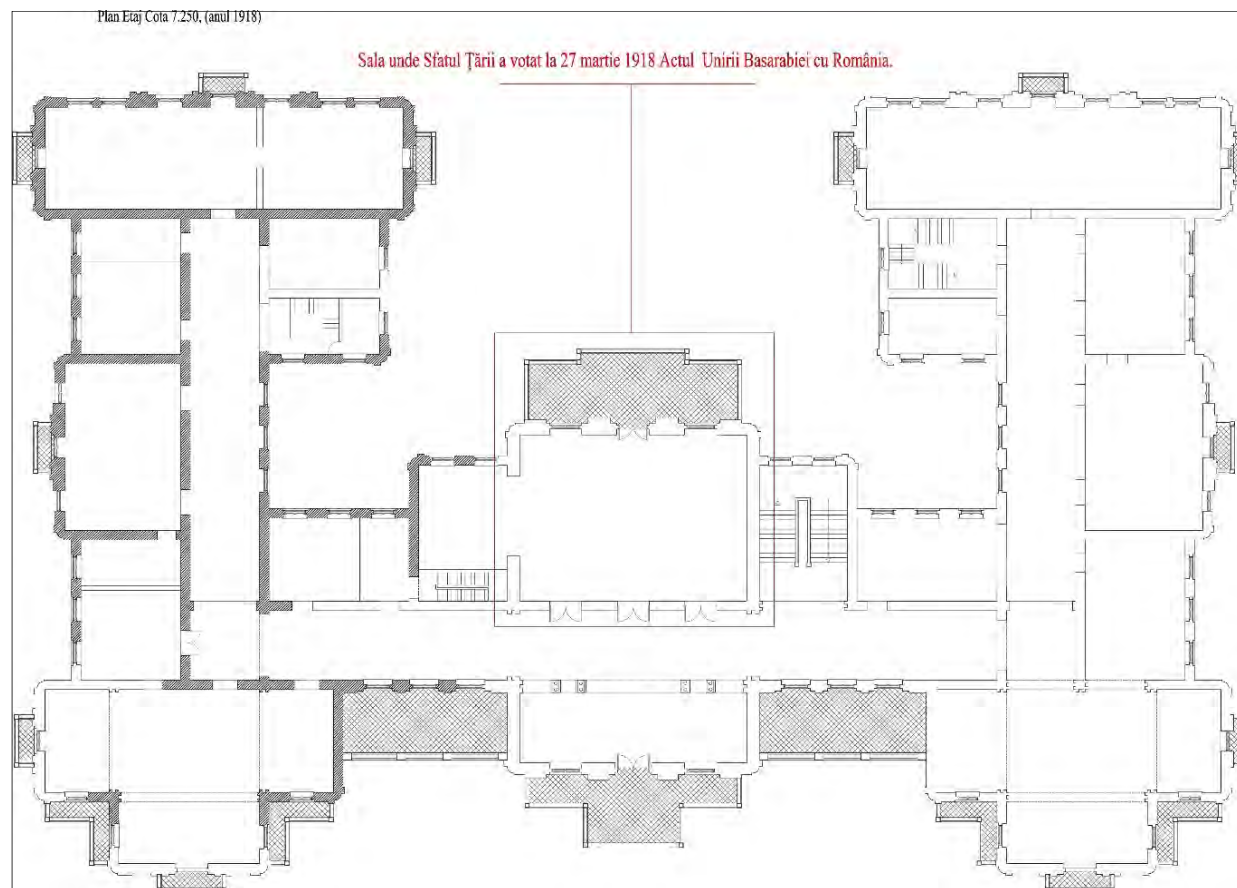 Plan Etaj Cota 7.250, (anul 1918)
Sala unde Sfatul Țării a votat la 27 martie 1918 Actul Unirii Basarabiei cu România.